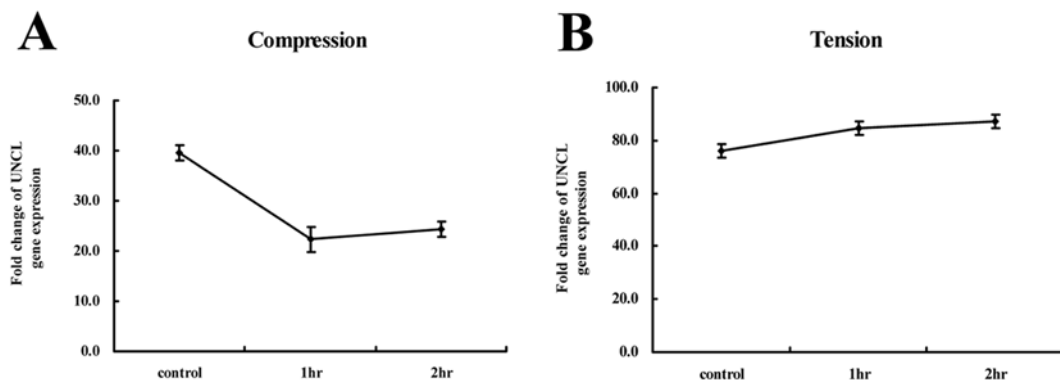 A
Compression
Fold change of UNCL
gene expression
50.0
40.0
30.0
20.0
10.0
0.0
control
1hr
2hr
B
Tension
Fold change of UNCL
gene expression
100.0
80.0
60.0
40.0
20.0
0.0
control
1hr
2hr